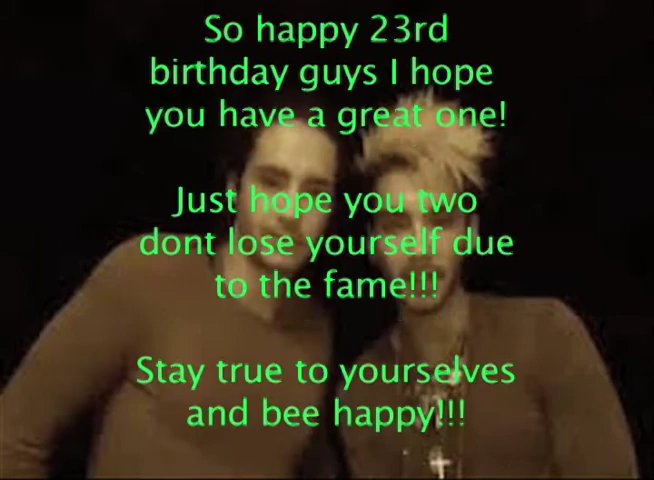 So happy 23rd
birthday guys I hope
you have a great one!
Just hope you two
dont lose yourself due
to the fame!!!
Stay true to yourselves
and bee happy!!!